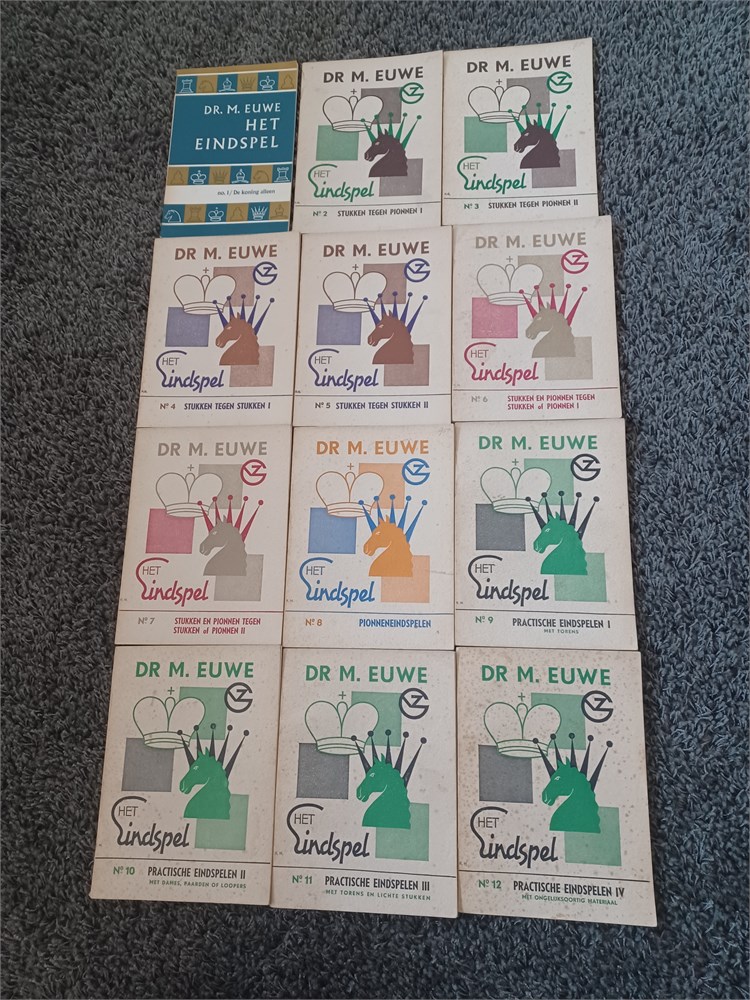 DR. M. EUWE
HET
EINDSPEL
no. 1 / De koning alleen
DR M. EUWE
HET
Eindspel
No 2 STUKKEN TEGEN PIONNEN I
DR M. EUWE
HET
Eindspel
No 3 STUKKEN TEGEN PIONNEN II
DR M. EUWE
HET
Eindspel
No 4 STUKKEN TEGEN STUKKEN I
DR M. EUWE
HET
Eindspel
No 5 STUKKEN TEGEN STUKKEN II
DR M. EUWE
HET
Eindspel
No 6 STUKKEN EN PIONNEN TEGEN
STUKKEN of PIONNEN I
DR M. EUWE
HET
Eindspel
No 7 STUKKEN EN PIONNEN TEGEN
STUKKEN of PIONNEN II
DR M. EUWE
HET
Eindspel
No 8 PIONNENEINDSPELEN
DR M. EUWE
HET
Eindspel
No 9 PRACTISCHE EINDSPELEN I
MET TORENS
DR M. EUWE
HET
Eindspel
No 10 PRACTISCHE EINDSPELEN II
MET DAMES, PAARDEN OF LOOPERS
DR M. EUWE
HET
Eindspel
No 11 PRACTISCHE EINDSPELEN III
MET TORENS EN LICHTE STUKKEN
DR M. EUWE
HET
Eindspel
No 12 PRACTISCHE EINDSPELEN IV
MET ONGELIJKSOORTIG MATERIAAL